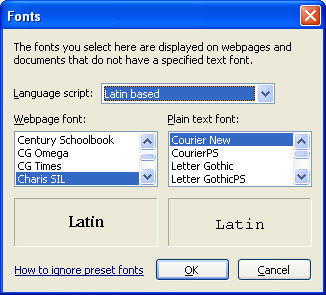 Fonts
The fonts you select here are displayed on webpages and
documents that do not have a specified text font.
Language script: Latin based
Webpage font: Plain text font:
Century Schoolbook Courier New
CG Omega CourierPS
CG Times Letter Gothic
Charis SIL Letter GothicPS
Latin Latin
How to ignore preset fonts OK Cancel